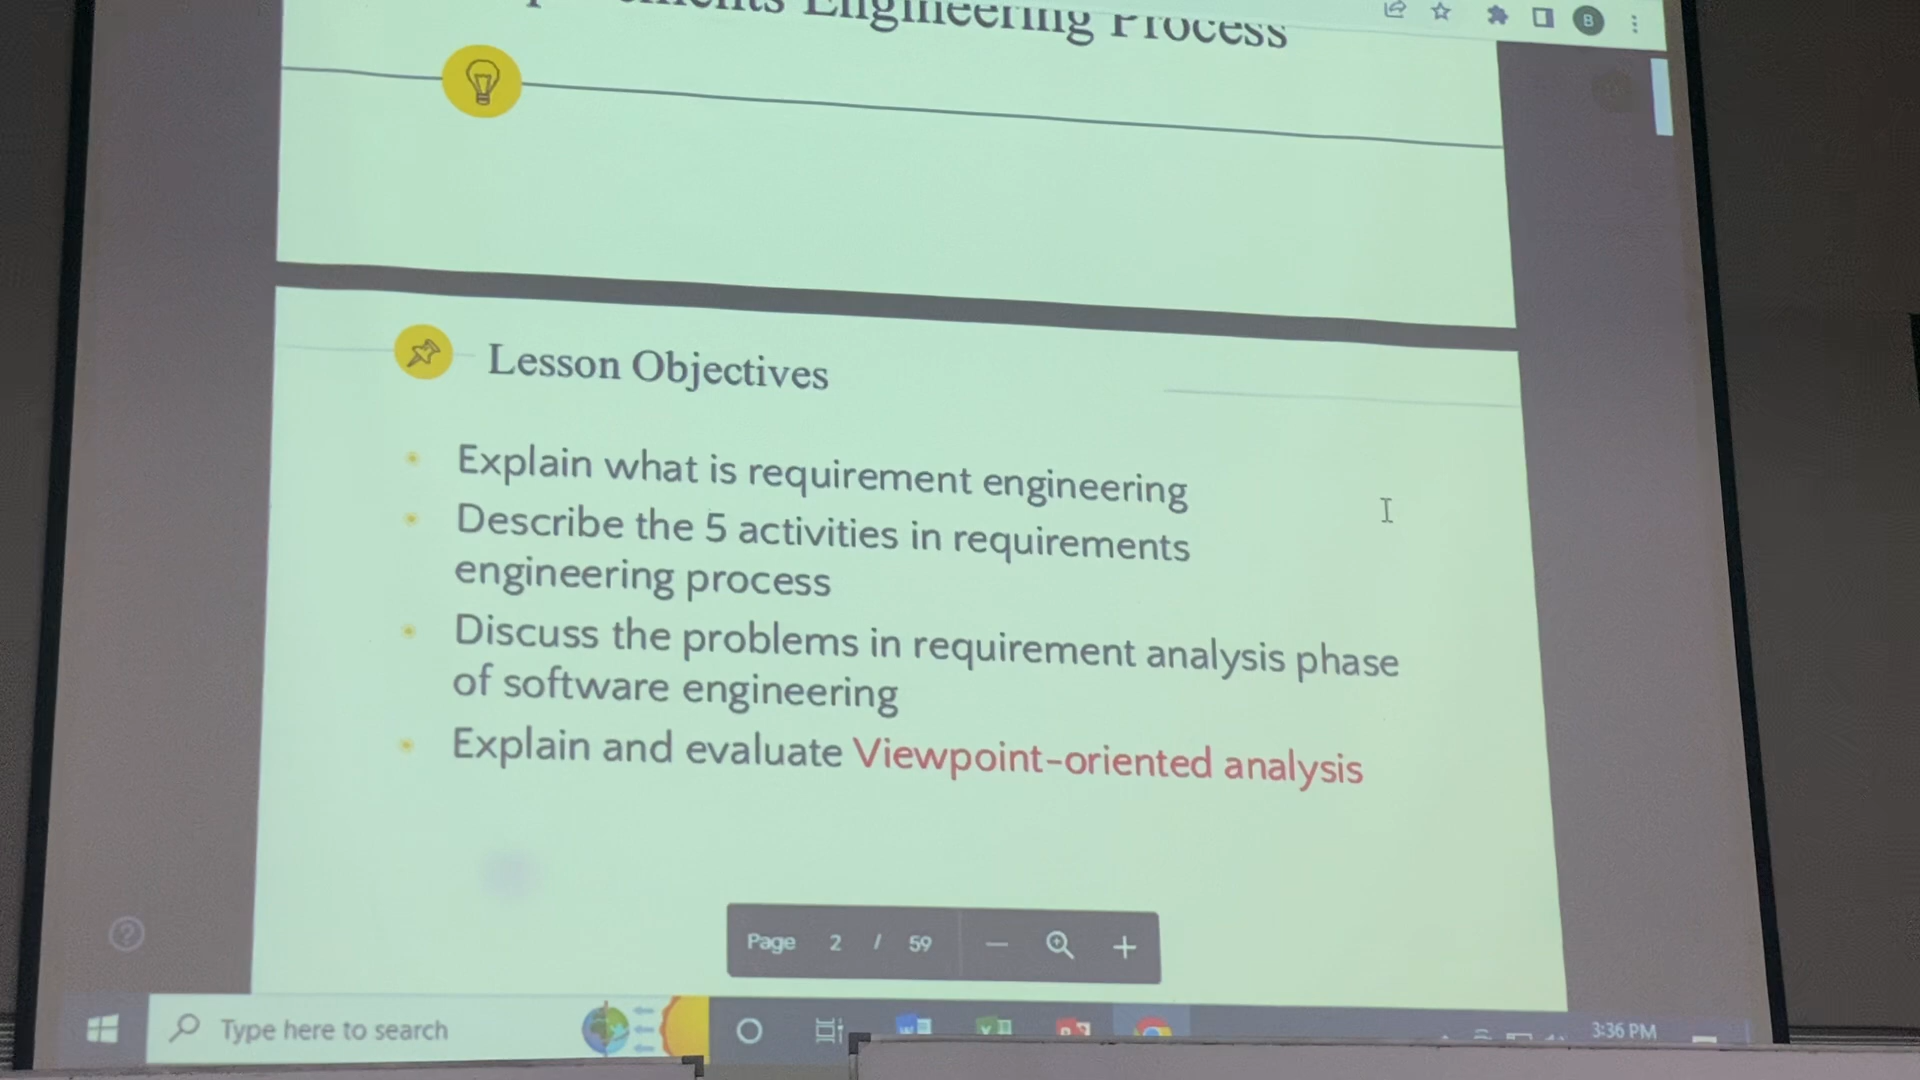 Engineering Process
B
Lesson Objectives
Explain what is requirement engineering
Describe the 5 activities in requirements
engineering process
Discuss the problems in requirement analysis phase
of software engineering
Explain and evaluate Viewpoint-oriented analysis
Page 2 / 59
Type here to search
3:36 PM